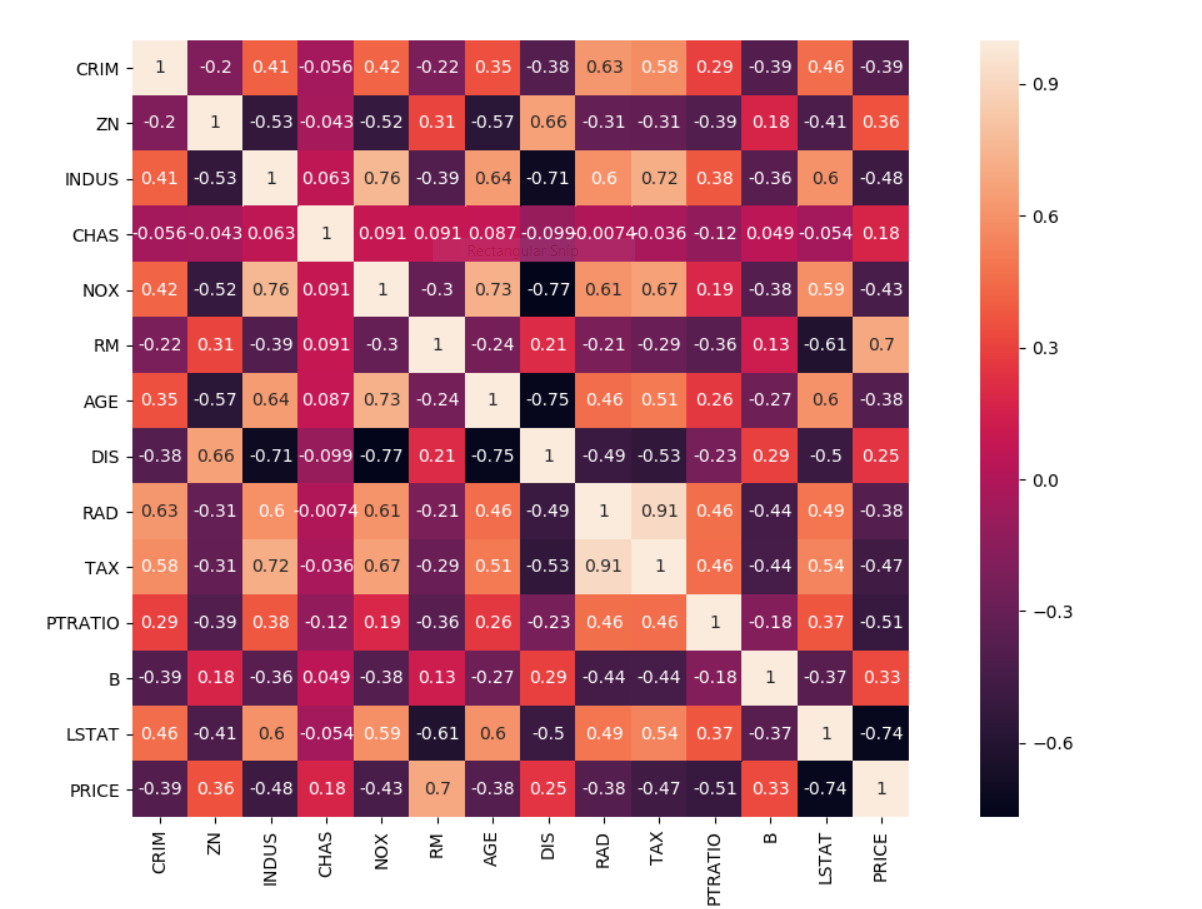 CRIM 1 -0.2 0.41 -0.056 0.42 -0.22 0.35 -0.38 0.63 0.58 0.29 -0.39 0.46 -0.39
0.9
ZN -0.2 1 -0.53 -0.043 -0.52 0.31 -0.57 0.66 -0.31 -0.31 -0.39 0.18 -0.41 0.36
INDUS 0.41 -0.53 1 0.063 0.76 -0.39 0.64 -0.71 0.6 0.72 0.38 -0.36 0.6 -0.48
0.6
CHAS -0.056 -0.043 0.063 1 0.091 0.091 0.087 -0.099 -0.0074 -0.036 -0.12 0.049 -0.054 0.18
Rectangular Snip
NOX 0.42 -0.52 0.76 0.091 1 -0.3 0.73 -0.77 0.61 0.67 0.19 -0.38 0.59 -0.43
RM -0.22 0.31 -0.39 0.091 -0.3 1 -0.24 0.21 -0.21 -0.29 -0.36 0.13 -0.61 0.7
0.3
AGE 0.35 -0.57 0.64 0.087 0.73 -0.24 1 -0.75 0.46 0.51 0.26 -0.27 0.6 -0.38
DIS -0.38 0.66 -0.71 -0.099 -0.77 0.21 -0.75 1 -0.49 -0.53 -0.23 0.29 -0.5 0.25
0.0
RAD 0.63 -0.31 0.6 -0.0074 0.61 -0.21 0.46 -0.49 1 0.91 0.46 -0.44 0.49 -0.38
TAX 0.58 -0.31 0.72 -0.036 0.67 -0.29 0.51 -0.53 0.91 1 0.46 -0.44 0.54 -0.47
−0.3
PTRATIO 0.29 -0.39 0.38 -0.12 0.19 -0.36 0.26 -0.23 0.46 0.46 1 -0.18 0.37 -0.51
B -0.39 0.18 -0.36 0.049 -0.38 0.13 -0.27 0.29 -0.44 -0.44 -0.18 1 -0.37 0.33
LSTAT 0.46 -0.41 0.6 -0.054 0.59 -0.61 0.6 -0.5 0.49 0.54 0.37 -0.37 1 -0.74
−0.6
PRICE -0.39 0.36 -0.48 0.18 -0.43 0.7 -0.38 0.25 -0.38 -0.47 -0.51 0.33 -0.74 1
CRIM ZN INDUS CHAS NOX RM AGE DIS RAD TAX PTRATIO B LSTAT PRICE